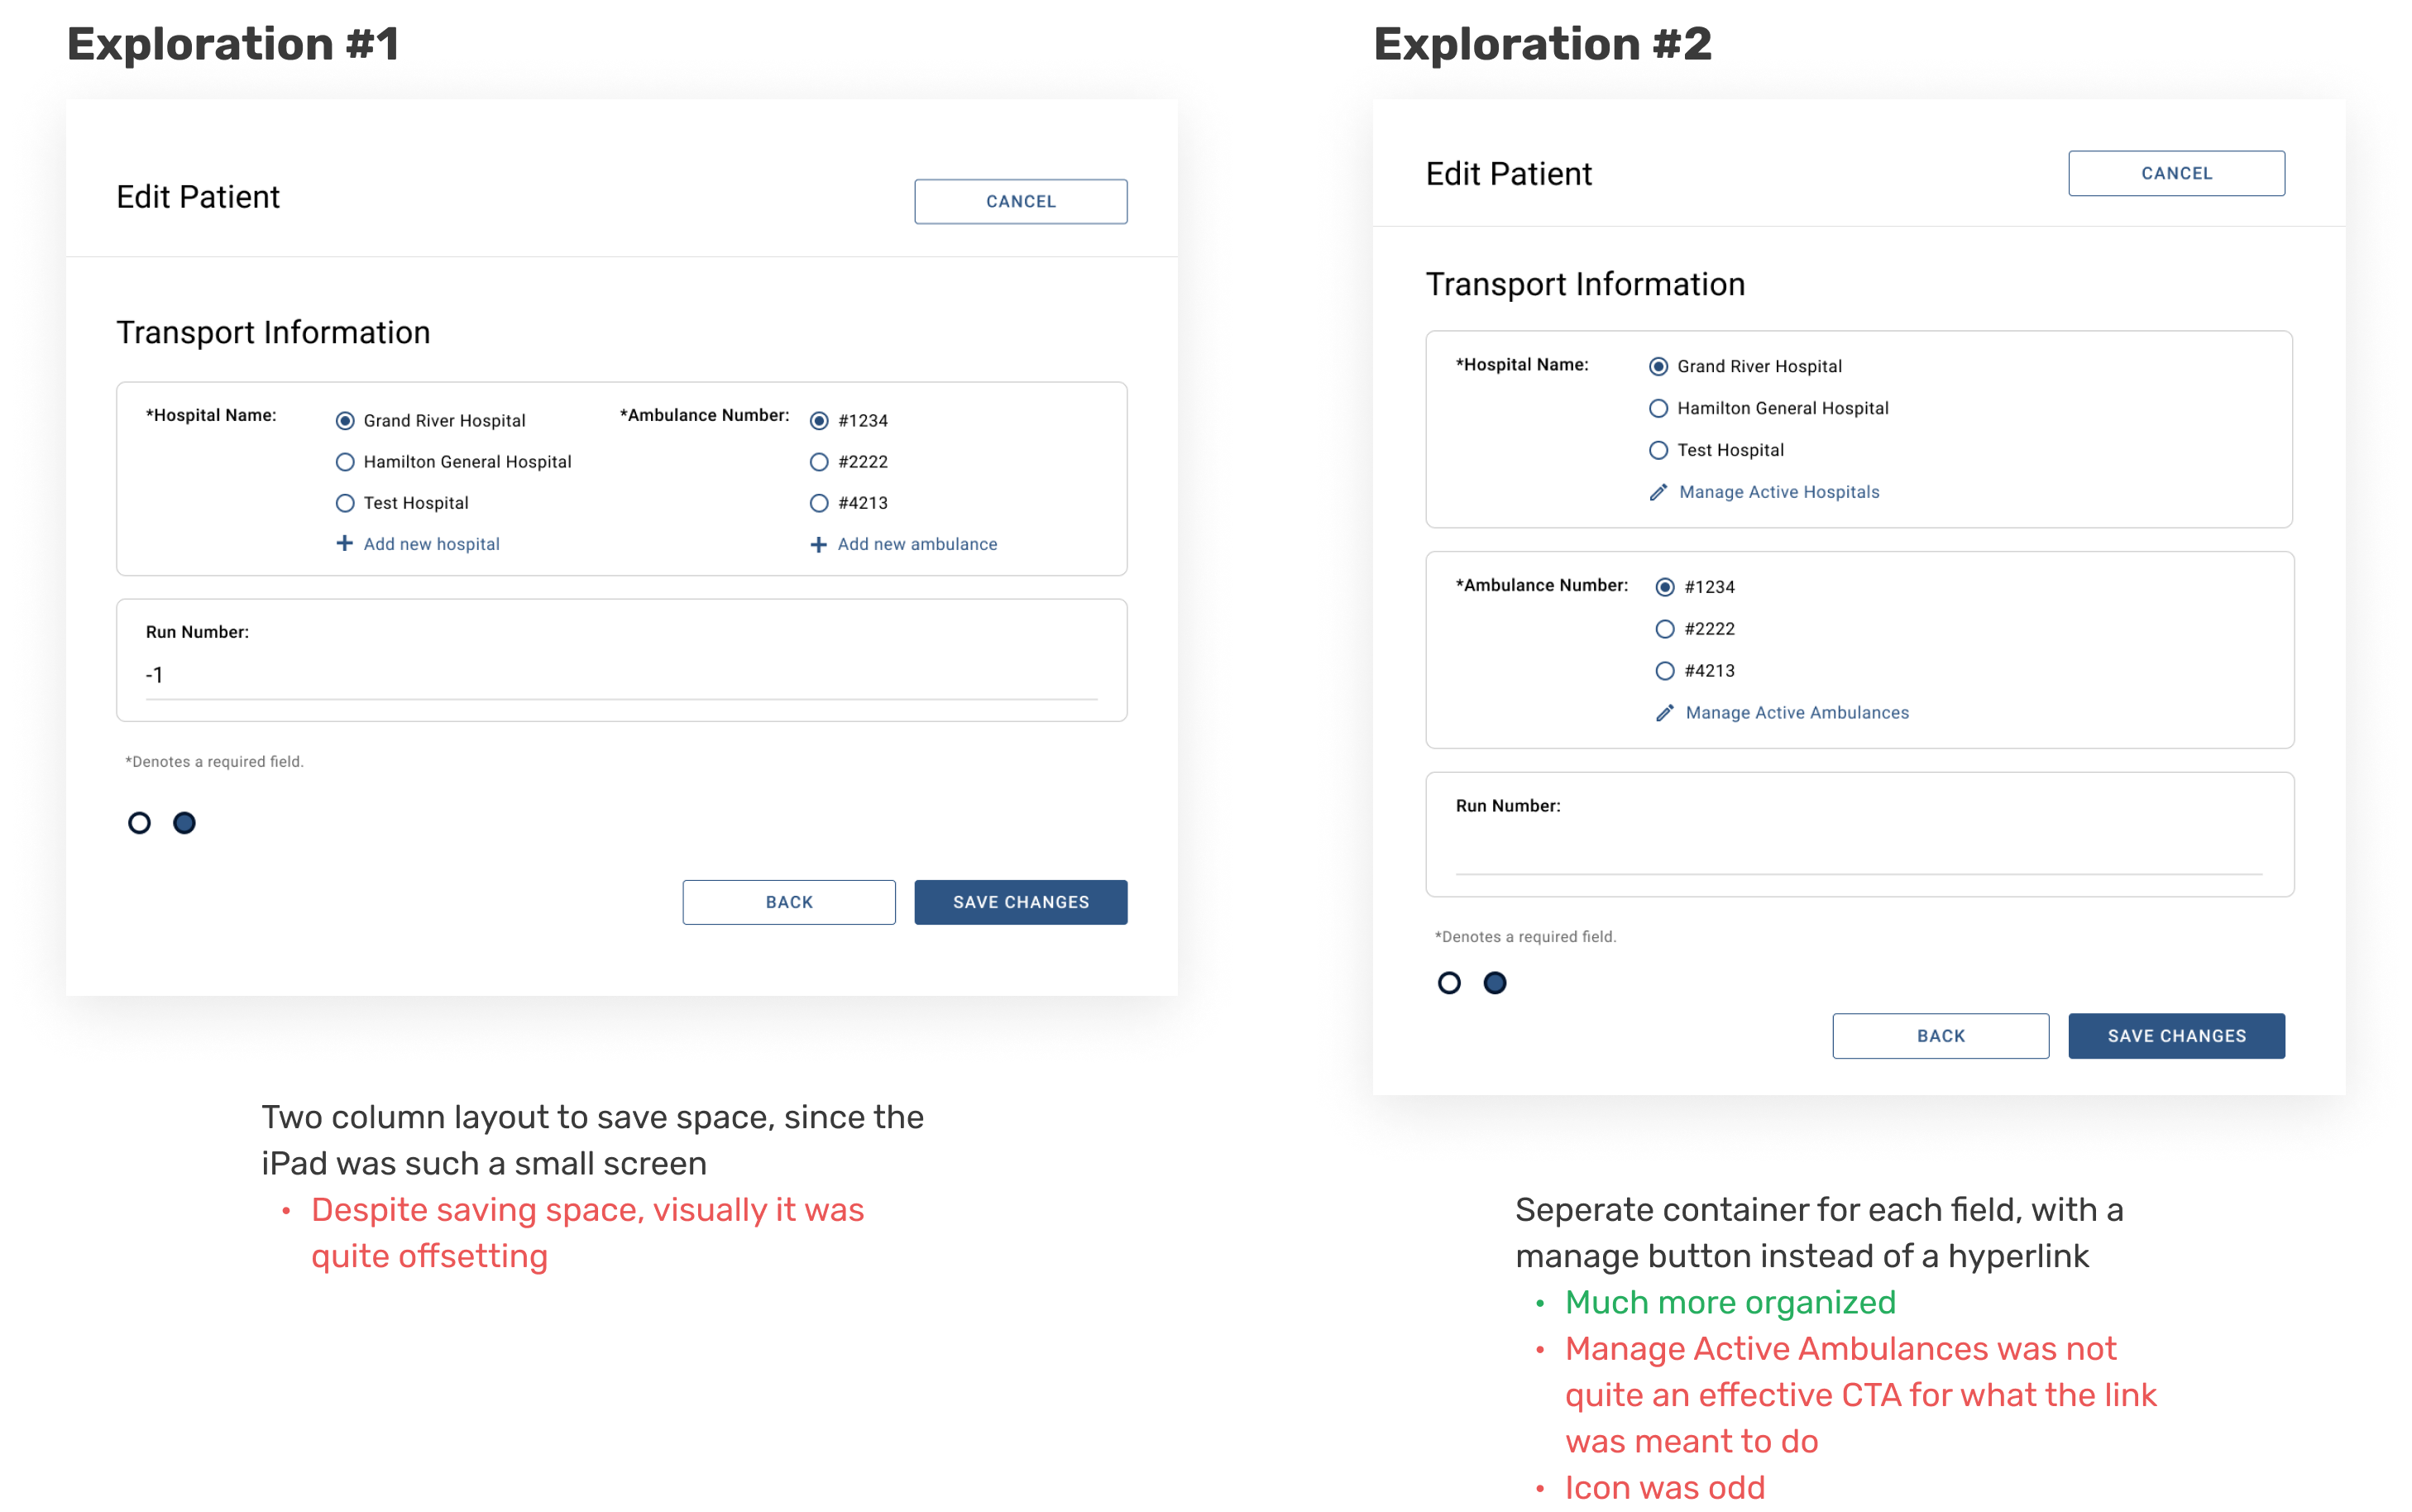 Exploration #1
Edit Patient
CANCEL
Transport Information
*Hospital Name:
Grand River Hospital
Hamilton General Hospital
Test Hospital
Add new hospital
*Ambulance Number:
#1234
#2222
#4213
Add new ambulance
Run Number:
-1
*Denotes a required field.
BACK
SAVE CHANGES
Two column layout to save space, since the
iPad was such a small screen
• Despite saving space, visually it was
quite offsetting
Exploration #2
Edit Patient
CANCEL
Transport Information
*Hospital Name:
Grand River Hospital
Hamilton General Hospital
Test Hospital
Manage Active Hospitals
*Ambulance Number:
#1234
#2222
#4213
Manage Active Ambulances
Run Number:
*Denotes a required field.
BACK
SAVE CHANGES
Seperate container for each field, with a
manage button instead of a hyperlink
• Much more organized
• Manage Active Ambulances was not
quite an effective CTA for what the link
was meant to do
• Icon was odd